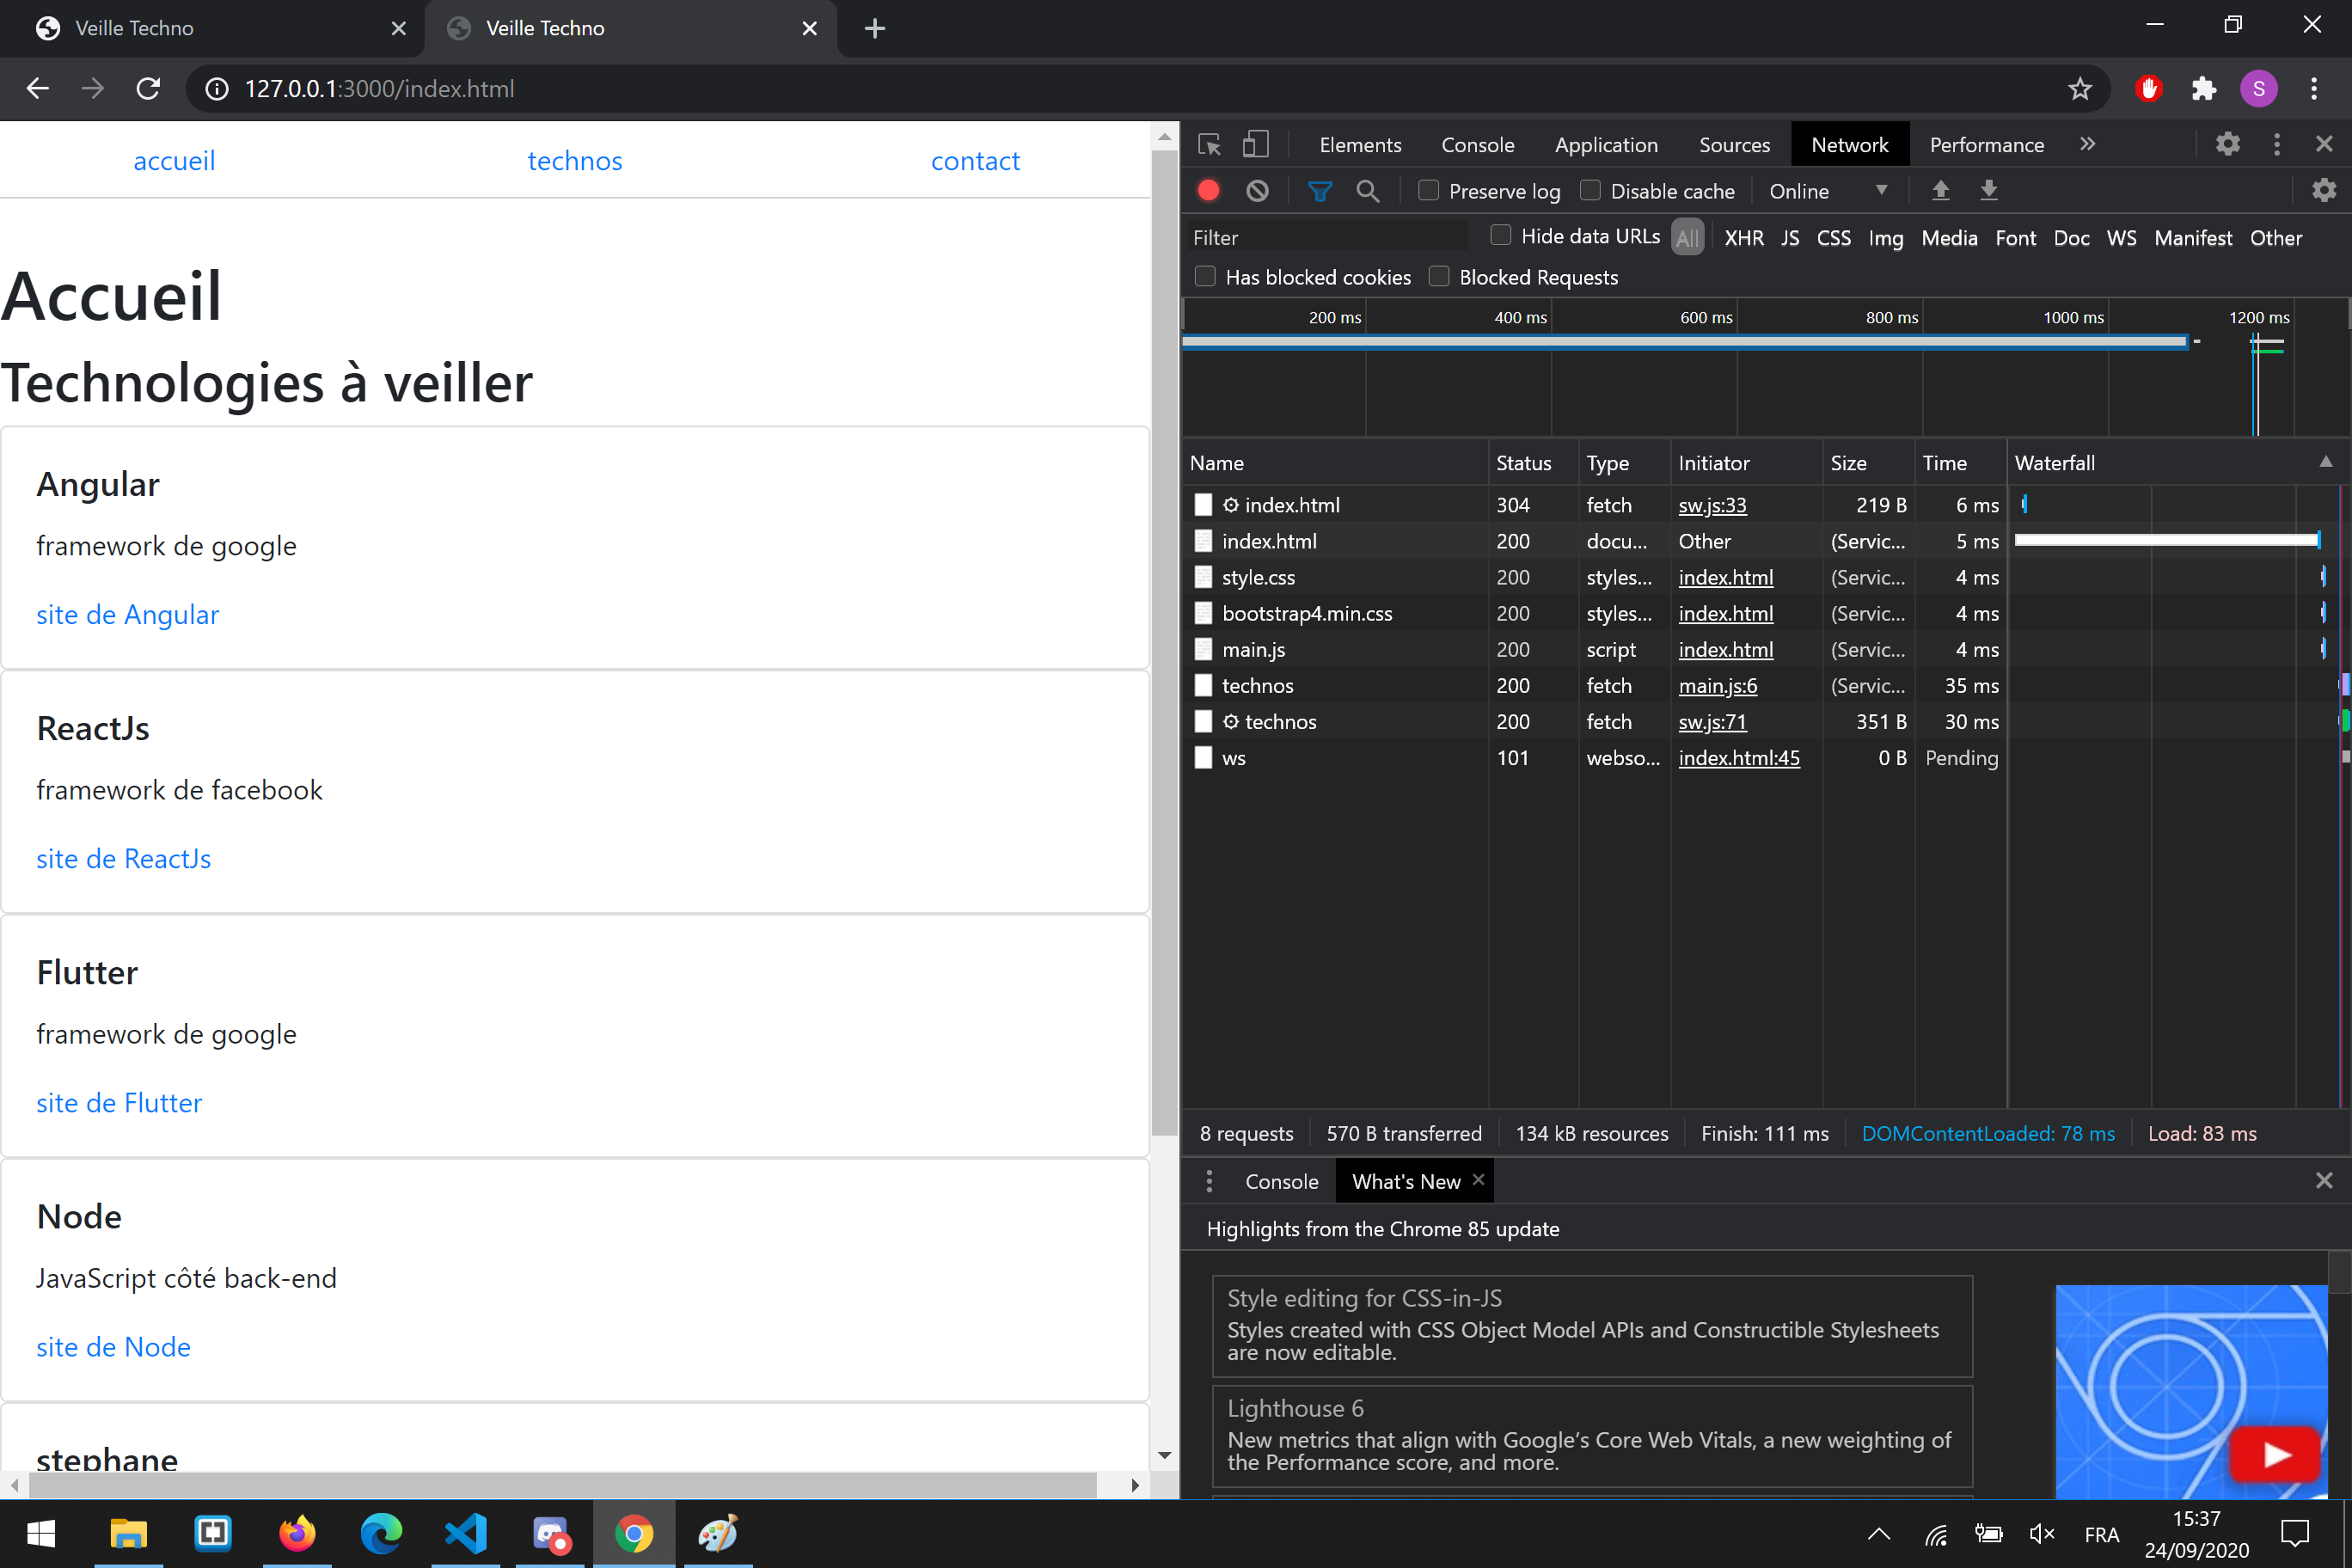 Veille Techno
Veille Techno
127.0.0.1:3000/index.html
S
accueil technos contact
Accueil
Technologies à veiller
Angular
framework de google
site de Angular
ReactJs
framework de facebook
site de ReactJs
Flutter
framework de google
site de Flutter
Node
JavaScript côté back-end
site de Node
stephane
Elements Console Application Sources Network Performance
Preserve log Disable cache Online
Filter Hide data URLs All XHR JS CSS Img Media Font Doc WS Manifest Other
Has blocked cookies Blocked Requests
200 ms 400 ms 600 ms 800 ms 1000 ms 1200 ms
Name Status Type Initiator Size Time Waterfall
index.html 304 fetch sw.js:33 219 B 6 ms
index.html 200 docu... Other (Servic... 5 ms
style.css 200 styles... index.html (Servic... 4 ms
bootstrap4.min.css 200 styles... index.html (Servic... 4 ms
main.js 200 script index.html (Servic... 4 ms
technos 200 fetch main.js:6 (Servic... 35 ms
technos 200 fetch sw.js:71 351 B 30 ms
ws 101 webso... index.html:45 0 B Pending
8 requests 570 B transferred 134 kB resources Finish: 111 ms DOMContentLoaded: 78 ms Load: 83 ms
Console What's New
Highlights from the Chrome 85 update
Style editing for CSS-in-JS
Styles created with CSS Object Model APIs and Constructible Stylesheets
are now editable.
Lighthouse 6
New metrics that align with Google’s Core Web Vitals, a new weighting of
the Performance score, and more.
FRA
15:37
24/09/2020